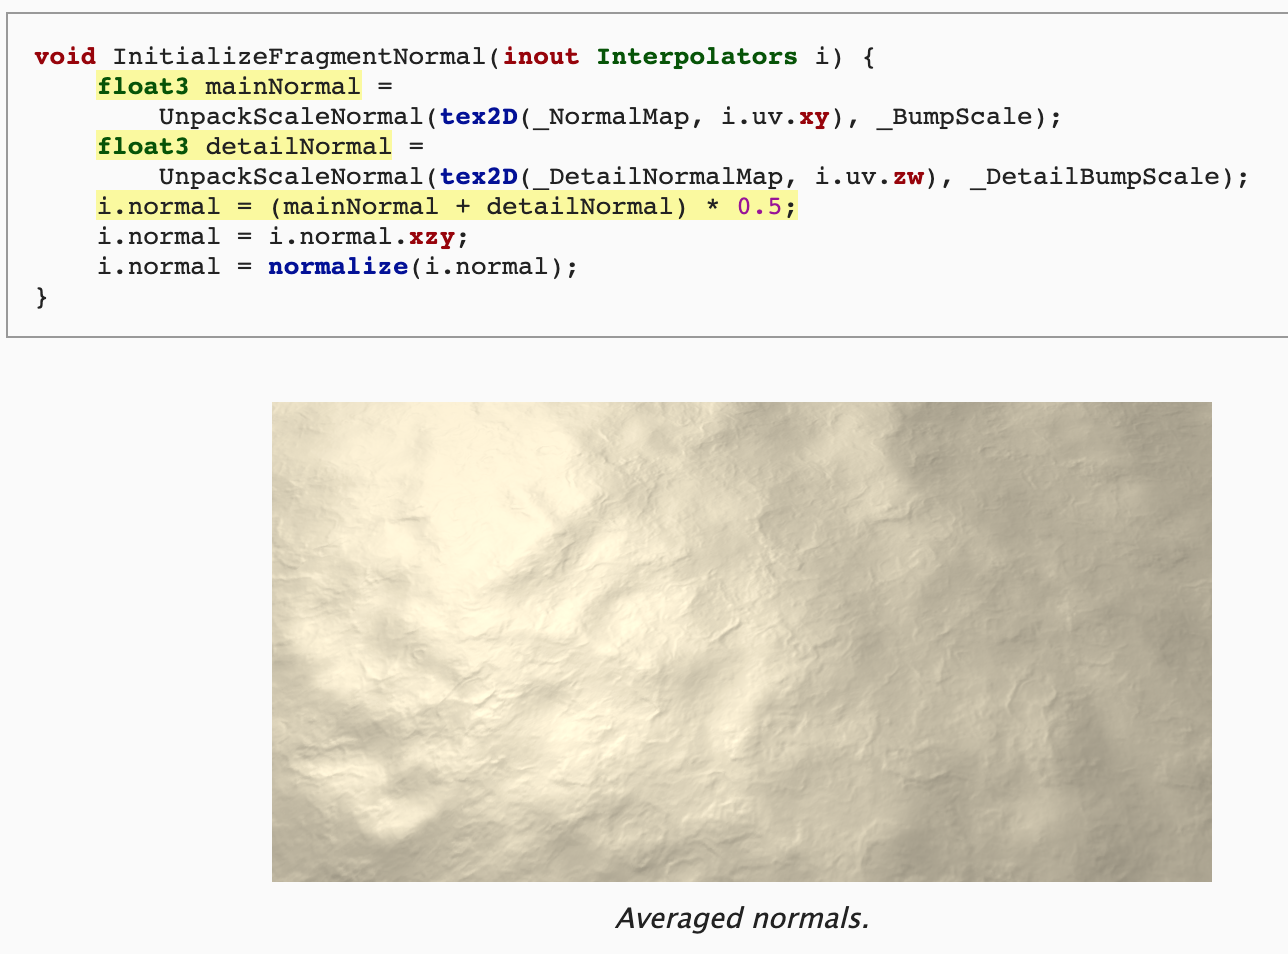 void InitializeFragmentNormal(inout Interpolators i) {
    float3 mainNormal =
        UnpackScaleNormal(tex2D(_NormalMap, i.uv.xy), _BumpScale);
    float3 detailNormal =
        UnpackScaleNormal(tex2D(_DetailNormalMap, i.uv.zw), _DetailBumpScale);
    i.normal = (mainNormal + detailNormal) * 0.5;
    i.normal = i.normal.xzy;
    i.normal = normalize(i.normal);
}
Averaged normals.